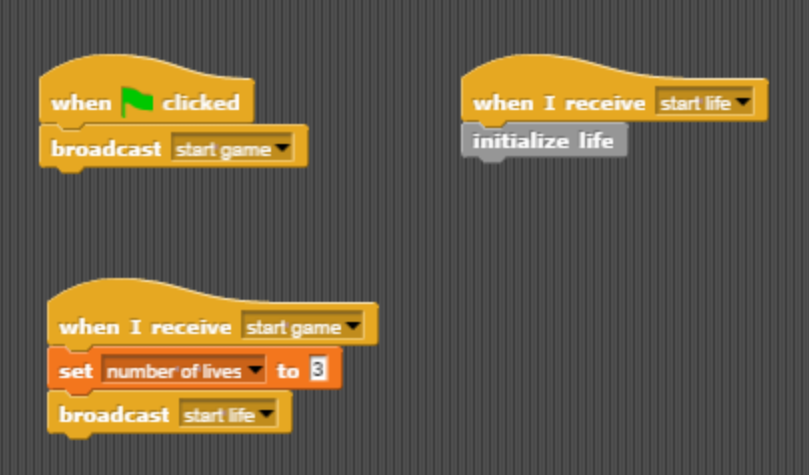 when clicked
broadcast start game
when I receive start life
initialize life
when I receive start game
set number of lives to 3
broadcast start life